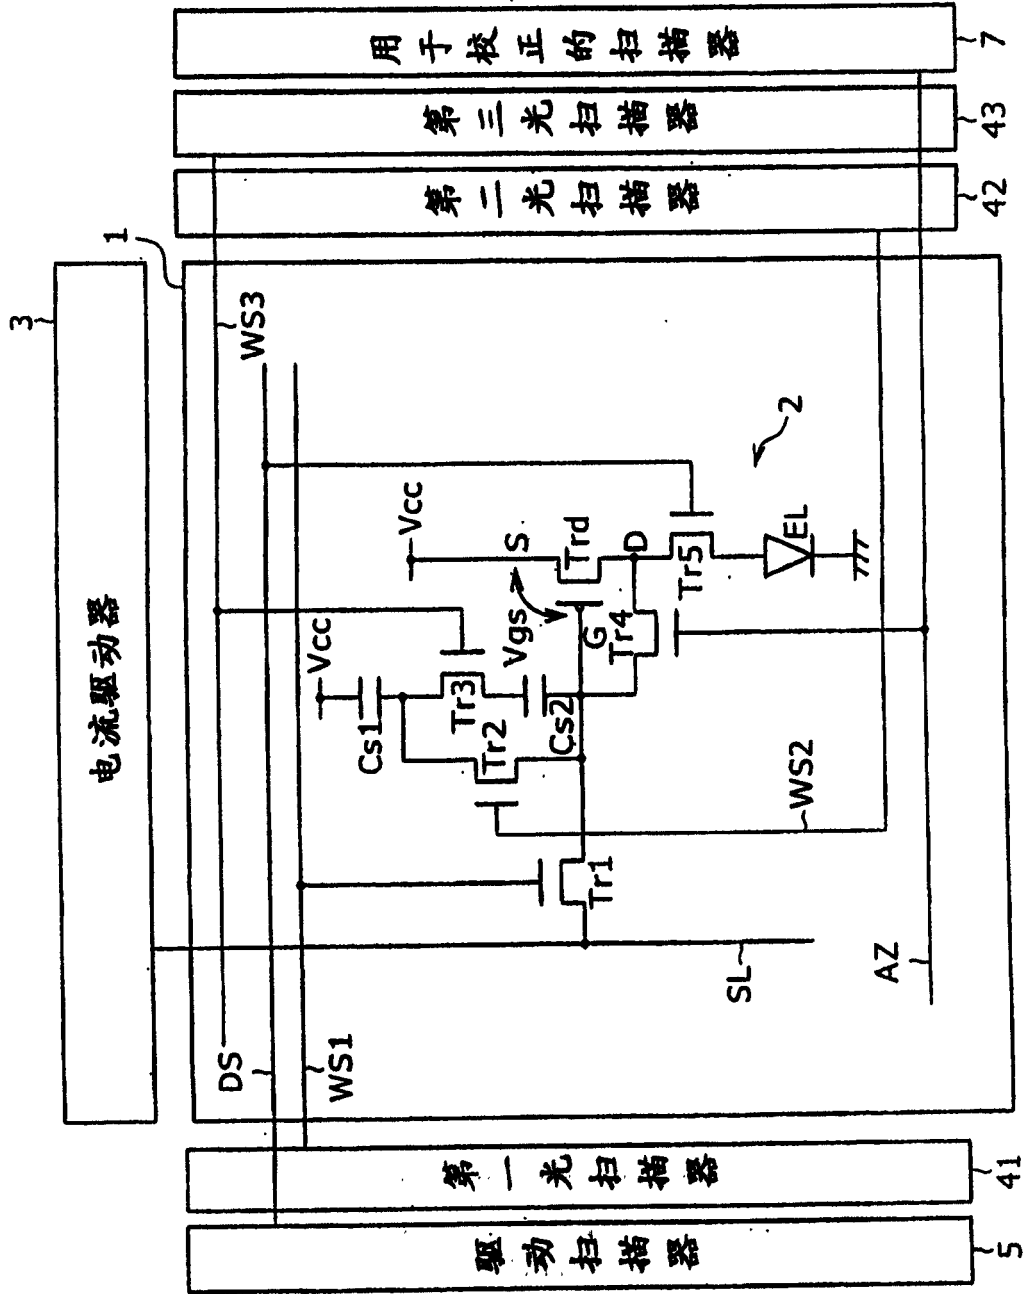 3
电流驱动器
1
用于校正的扫描器
7
第三光扫描器
43
第二光扫描器
42
WS3
DS
WS1
Vcc
Vcc
Cs1
Tr3
Tr2
Cs2
Vgs
S
Trd
G
D
Tr4
Tr5
EL
2
Tr1
WS2
SL
AZ
第一光扫描器
41
驱动扫描器
5